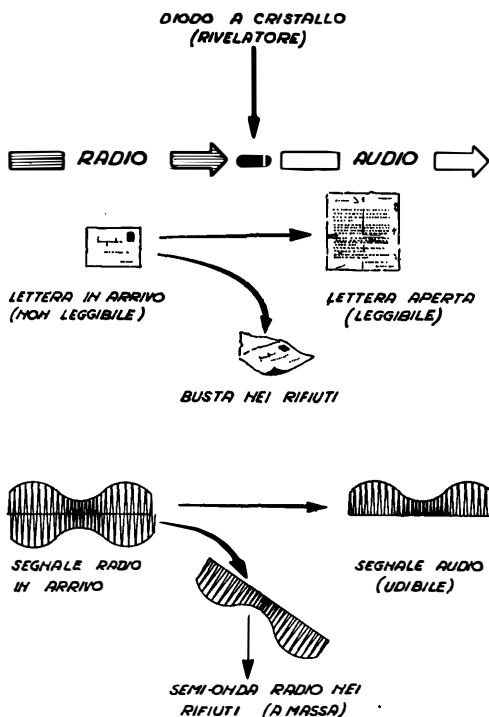 DIODO A CRISTALLO
(RIVELATORE)
RADIO AUDIO
LETTERA IN ARRIVO
(NON LEGGIBILE)
LETTERA APERTA
(LEGGIBILE)
BUSTA NEI RIFIUTI
SEGNALE RADIO
IN ARRIVO
SEGNALE AUDIO
(UDIBILE)
SEMI-ONDA RADIO NEI
RIFIUTI (A MASSA)